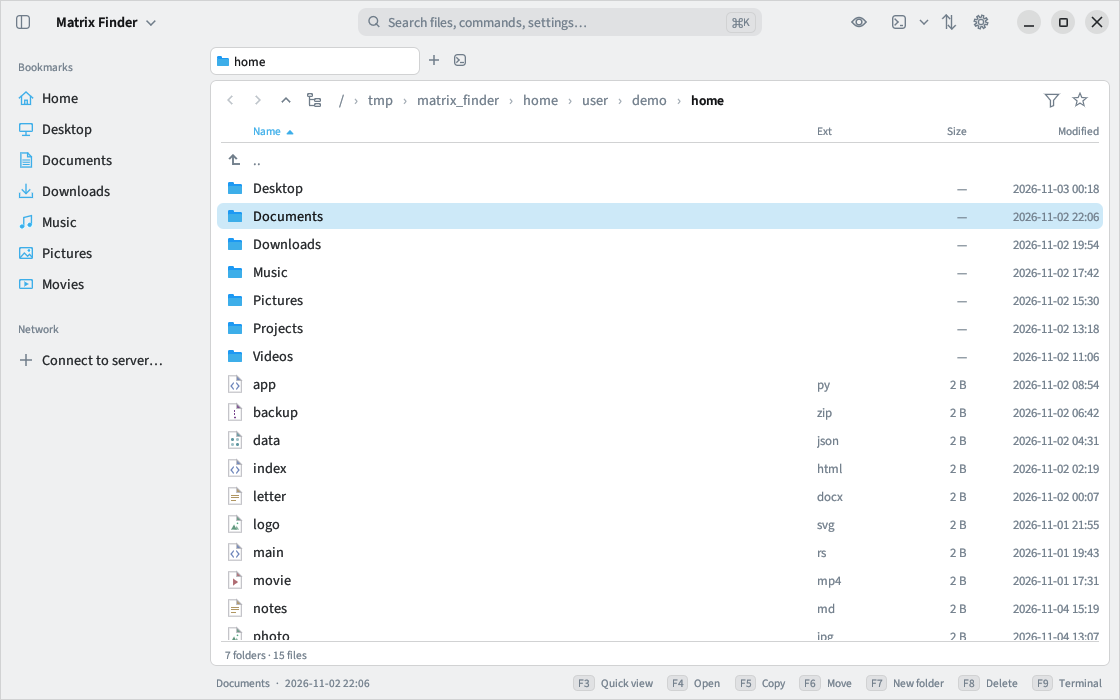 Matrix Finder
Search files, commands, settings… ⌘K
Bookmarks
Home
Desktop
Documents
Downloads
Music
Pictures
Movies
Network
Connect to server…
home
/ › tmp › matrix_finder › home › user › demo › home
Name Ext Size Modified
..
Desktop — 2026-11-03 00:18
Documents — 2026-11-02 22:06
Downloads — 2026-11-02 19:54
Music — 2026-11-02 17:42
Pictures — 2026-11-02 15:30
Projects — 2026-11-02 13:18
Videos — 2026-11-02 11:06
app py 2 B 2026-11-02 08:54
backup zip 2 B 2026-11-02 06:42
data json 2 B 2026-11-02 04:31
index html 2 B 2026-11-02 02:19
letter docx 2 B 2026-11-02 00:07
logo svg 2 B 2026-11-01 21:55
main rs 2 B 2026-11-01 19:43
movie mp4 2 B 2026-11-01 17:31
notes md 2 B 2026-11-04 15:19
photo jpg 2 B 2026-11-04 13:07
7 folders · 15 files
Documents · 2026-11-02 22:06
F3 Quick view F4 Open F5 Copy F6 Move F7 New folder F8 Delete F9 Terminal